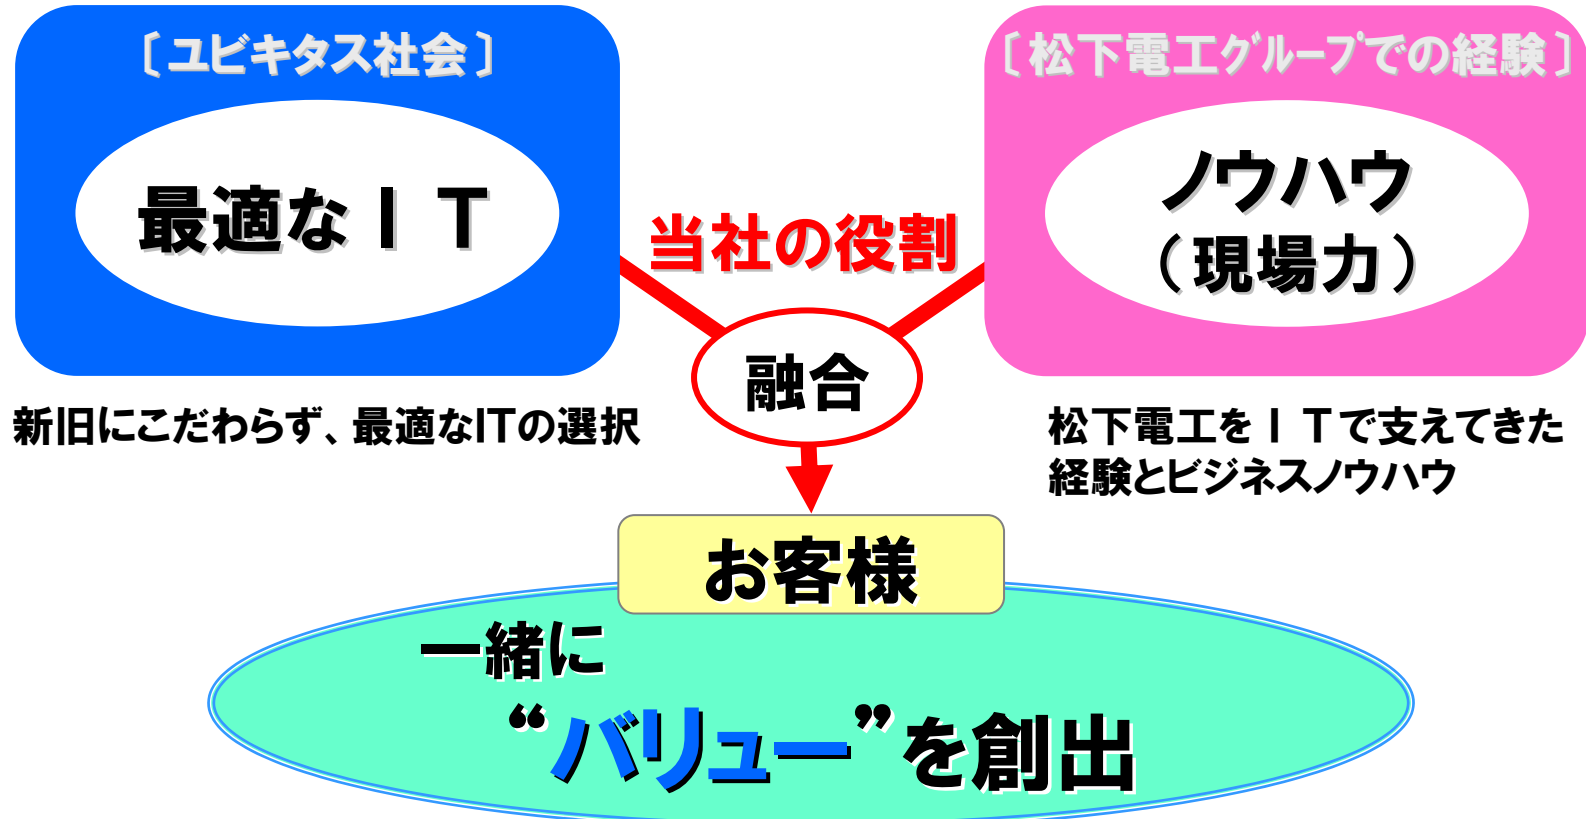 〔ユビキタス社会〕
最適なＩＴ
新旧にこだわらず、最適なITの選択
当社の役割
融合
〔松下電工グループでの経験〕
ノウハウ
（現場力）
松下電工をＩＴで支えてきた
経験とビジネスノウハウ
お客様
一緒に
“バリュー”を創出